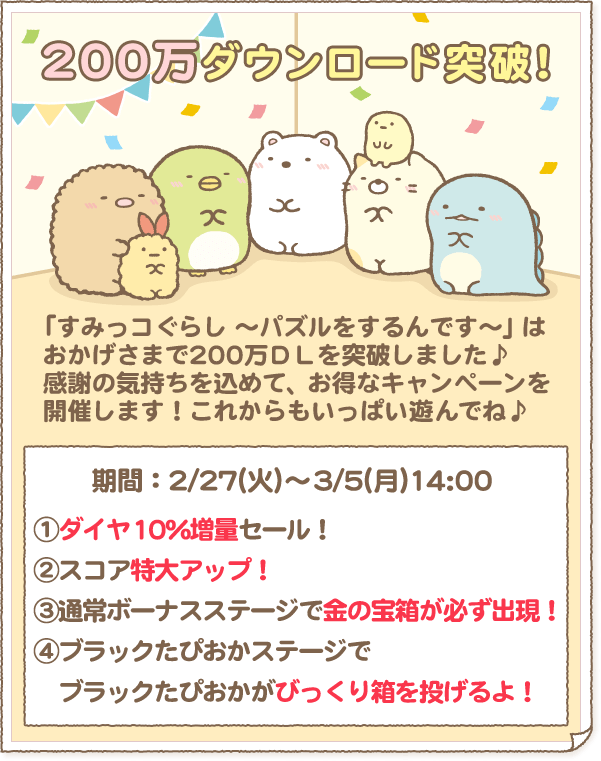 200万ダウンロード突破！
「すみっコぐらし ～パズルをするんです～」は
おかげさまで200万ＤＬを突破しました♪
感謝の気持ちを込めて、お得なキャンペーンを
開催します！これからもいっぱい遊んでね♪
期間：2/27(火)～3/5(月)14:00
①ダイヤ10%増量セール！
②スコア特大アップ！
③通常ボーナスステージで金の宝箱が必ず出現！
④ブラックたぴおかステージで
ブラックたぴおかがびっくり箱を投げるよ！